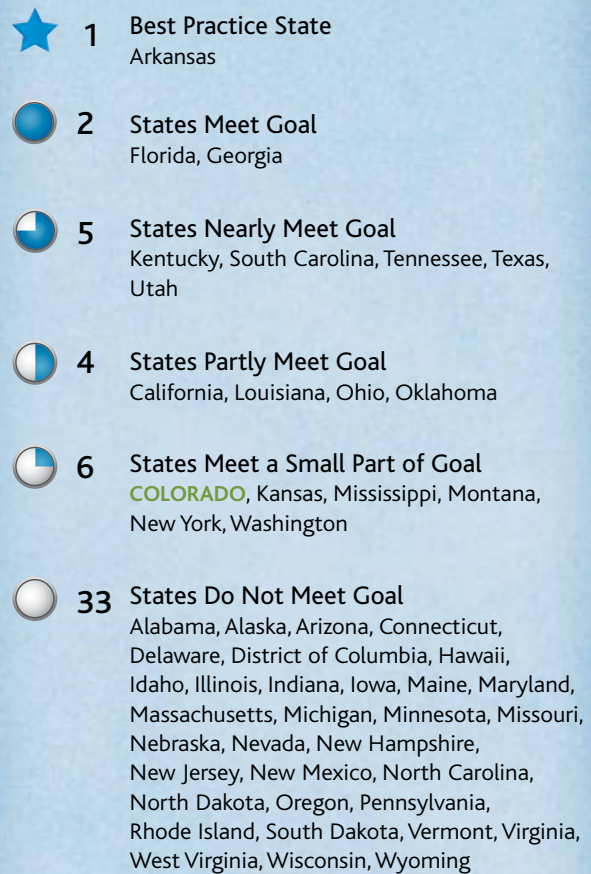 1 Best Practice State
Arkansas
2 States Meet Goal
Florida, Georgia
5 States Nearly Meet Goal
Kentucky, South Carolina, Tennessee, Texas,
Utah
4 States Partly Meet Goal
California, Louisiana, Ohio, Oklahoma
6 States Meet a Small Part of Goal
COLORADO, Kansas, Mississippi, Montana,
New York, Washington
33 States Do Not Meet Goal
Alabama, Alaska, Arizona, Connecticut,
Delaware, District of Columbia, Hawaii,
Idaho, Illinois, Indiana, Iowa, Maine, Maryland,
Massachusetts, Michigan, Minnesota, Missouri,
Nebraska, Nevada, New Hampshire,
New Jersey, New Mexico, North Carolina,
North Dakota, Oregon, Pennsylvania,
Rhode Island, South Dakota, Vermont, Virginia,
West Virginia, Wisconsin, Wyoming